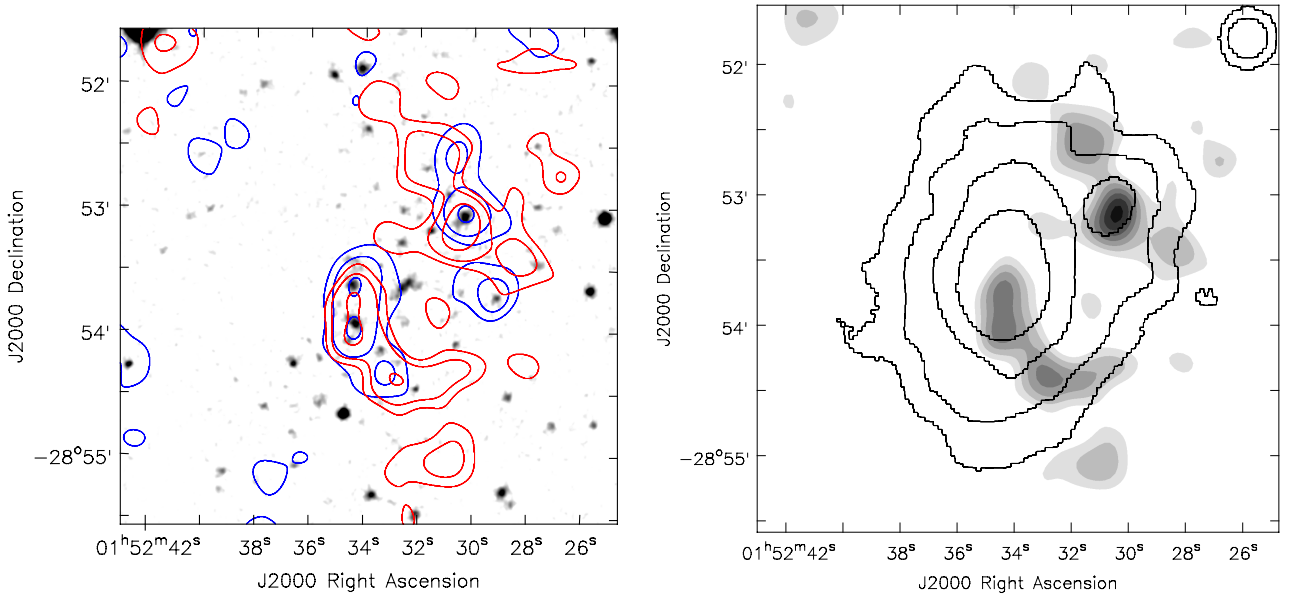 52'
53'
54'
−28°55'
01ʰ52ᵐ42ˢ 38ˢ 36ˢ 34ˢ 32ˢ 30ˢ 28ˢ 26ˢ
J2000 Right Ascension
J2000 Declination
52'
53'
54'
−28°55'
01ʰ52ᵐ42ˢ 38ˢ 36ˢ 34ˢ 32ˢ 30ˢ 28ˢ 26ˢ
J2000 Right Ascension
J2000 Declination